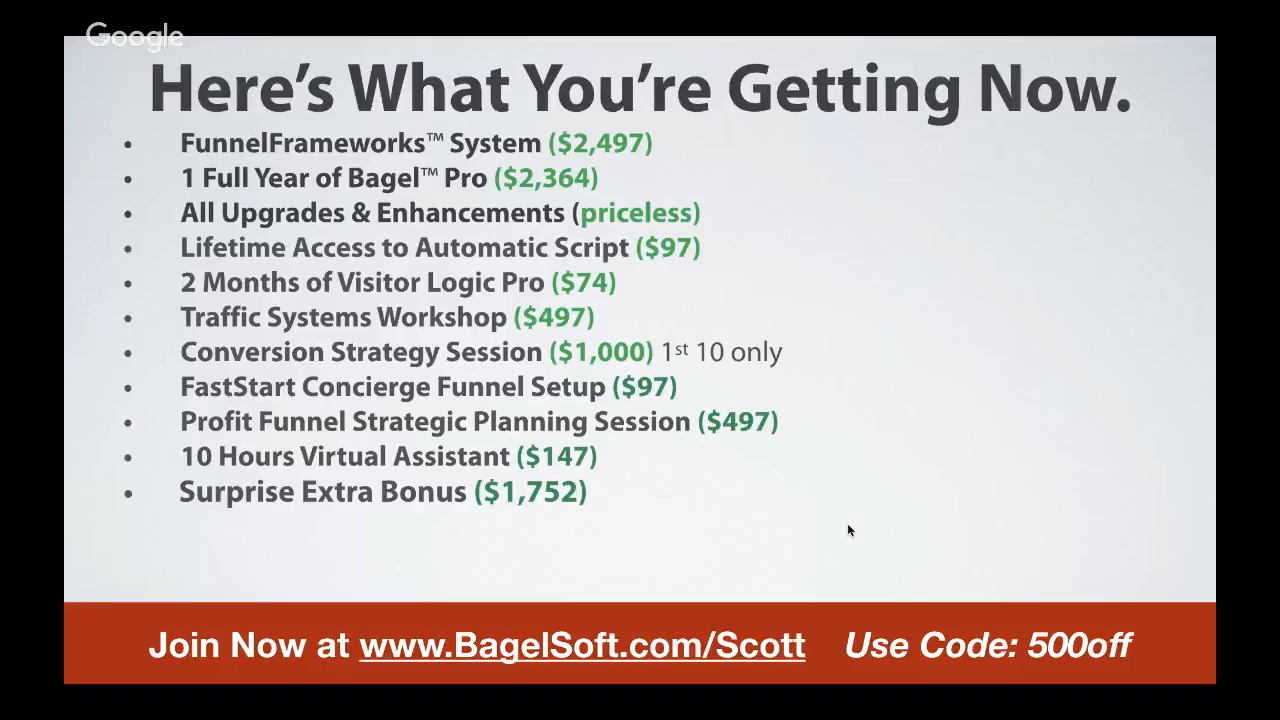 Google
Here's What You're Getting Now.
• FunnelFrameworks™ System ($2,497)
• 1 Full Year of Bagel™ Pro ($2,364)
• All Upgrades & Enhancements (priceless)
• Lifetime Access to Automatic Script ($97)
• 2 Months of Visitor Logic Pro ($74)
• Traffic Systems Workshop ($497)
• Conversion Strategy Session ($1,000) 1st 10 only
• FastStart Concierge Funnel Setup ($97)
• Profit Funnel Strategic Planning Session ($497)
• 10 Hours Virtual Assistant ($147)
• Surprise Extra Bonus ($1,752)
Join Now at www.BagelSoft.com/Scott Use Code: 500off